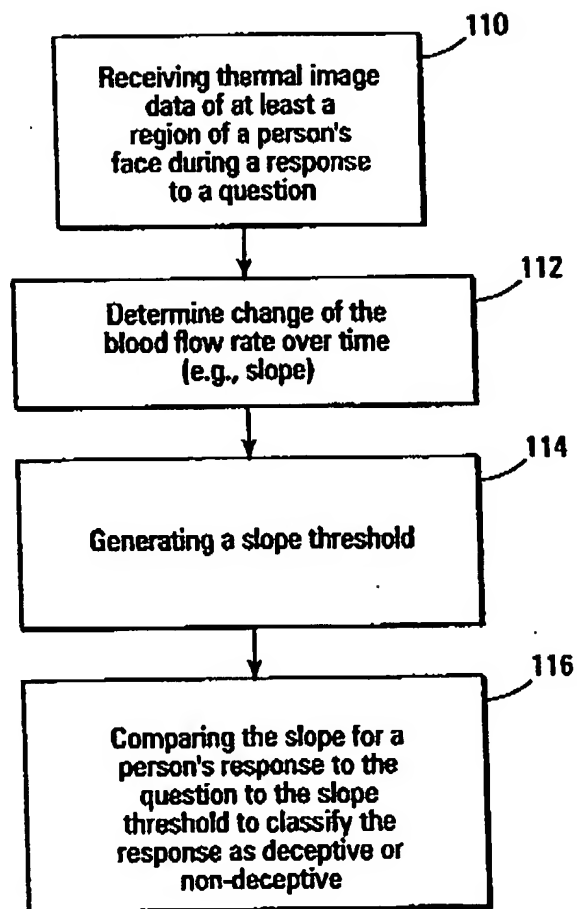 110
Receiving thermal image
data of at least a
region of a person's
face during a response
to a question
112
Determine change of the
blood flow rate over time
(e.g., slope)
114
Generating a slope threshold
116
Comparing the slope for a
person's response to the
question to the slope
threshold to classify the
response as deceptive or
non-deceptive